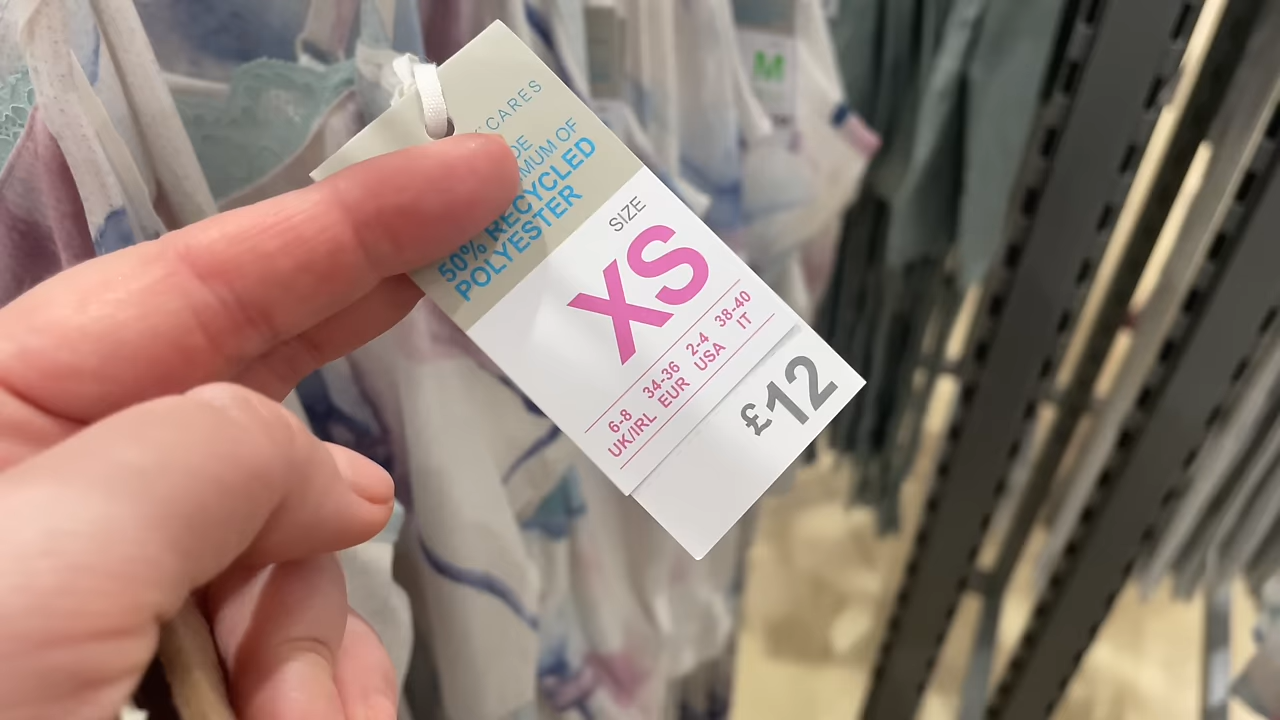 CARES
MUM OF
50% RECYCLED
POLYESTER
SIZE
XS
6-8 34-36 2-4 38-40
UK/IRL EUR USA IT
£12
M